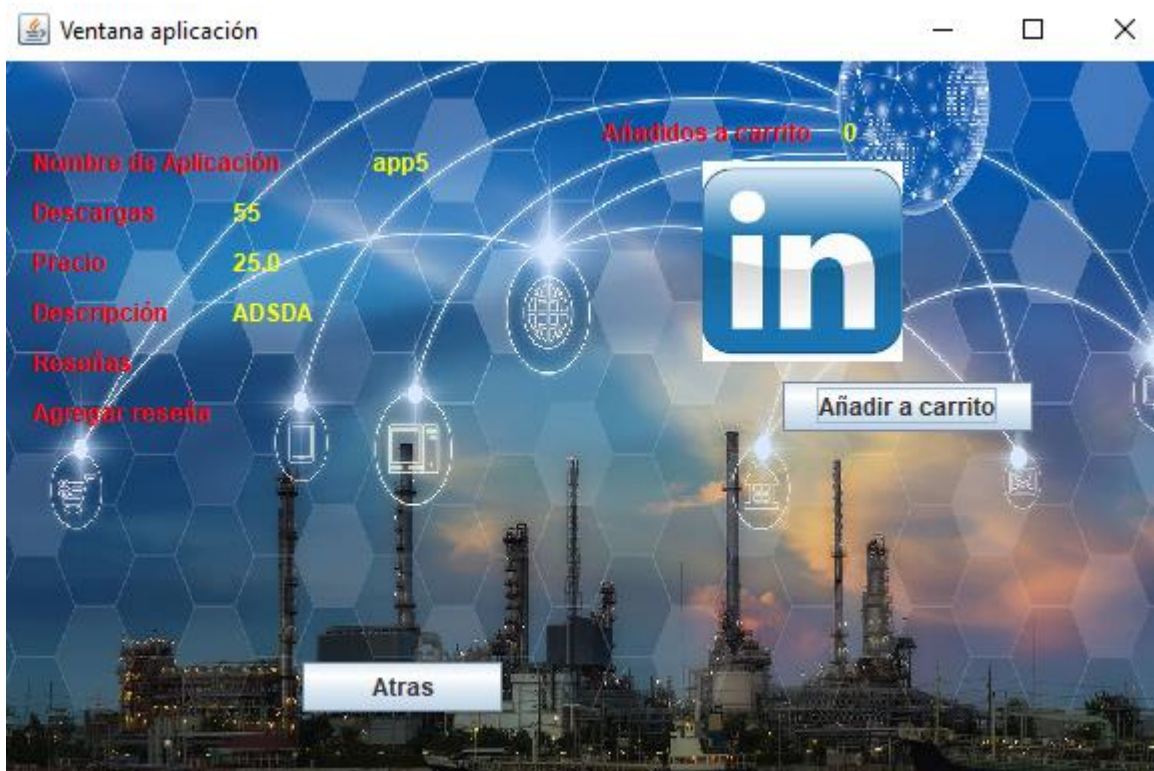 Ventana aplicación
Añadidos a carrito 0
Nombre de Aplicación app5
Descargas 55
Precio 25.0
Descripción ADSDA
Reseñas
Agregar reseña
in
Añadir a carrito
Atras